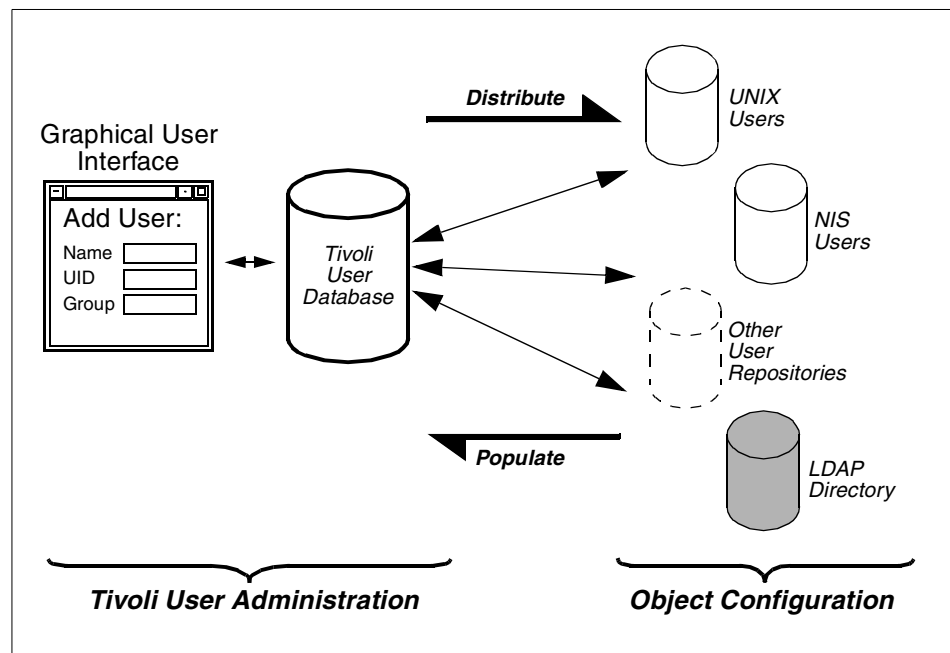 Graphical User
Interface
Add User:
Name
UID
Group
Tivoli
User
Database
Distribute
Populate
UNIX
Users
NIS
Users
Other
User
Repositories
LDAP
Directory
Tivoli User Administration
Object Configuration